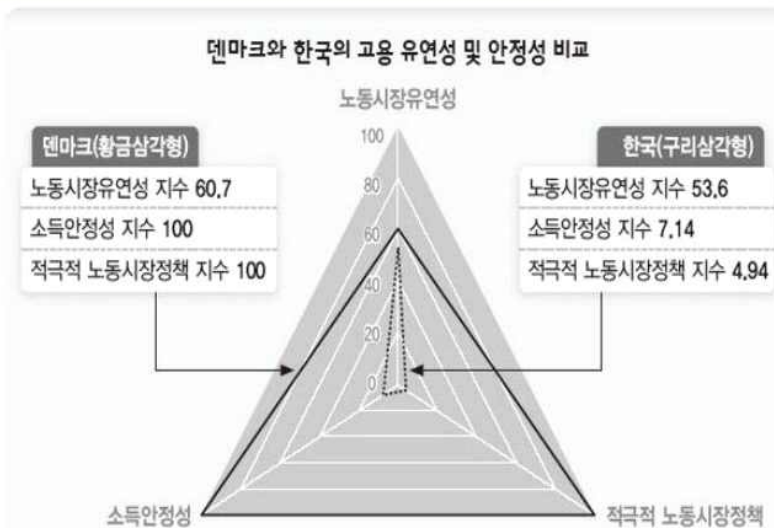 덴마크와 한국의 고용 유연성 및 안정성 비교
노동시장유연성
덴마크(황금삼각형)
노동시장유연성 지수 60.7
소득안정성 지수 100
적극적 노동시장정책 지수 100
한국(구리삼각형)
노동시장유연성 지수 53.6
소득안정성 지수 7.14
적극적 노동시장정책 지수 4.94
100
80
60
40
20
0
소득안정성
적극적 노동시장정책